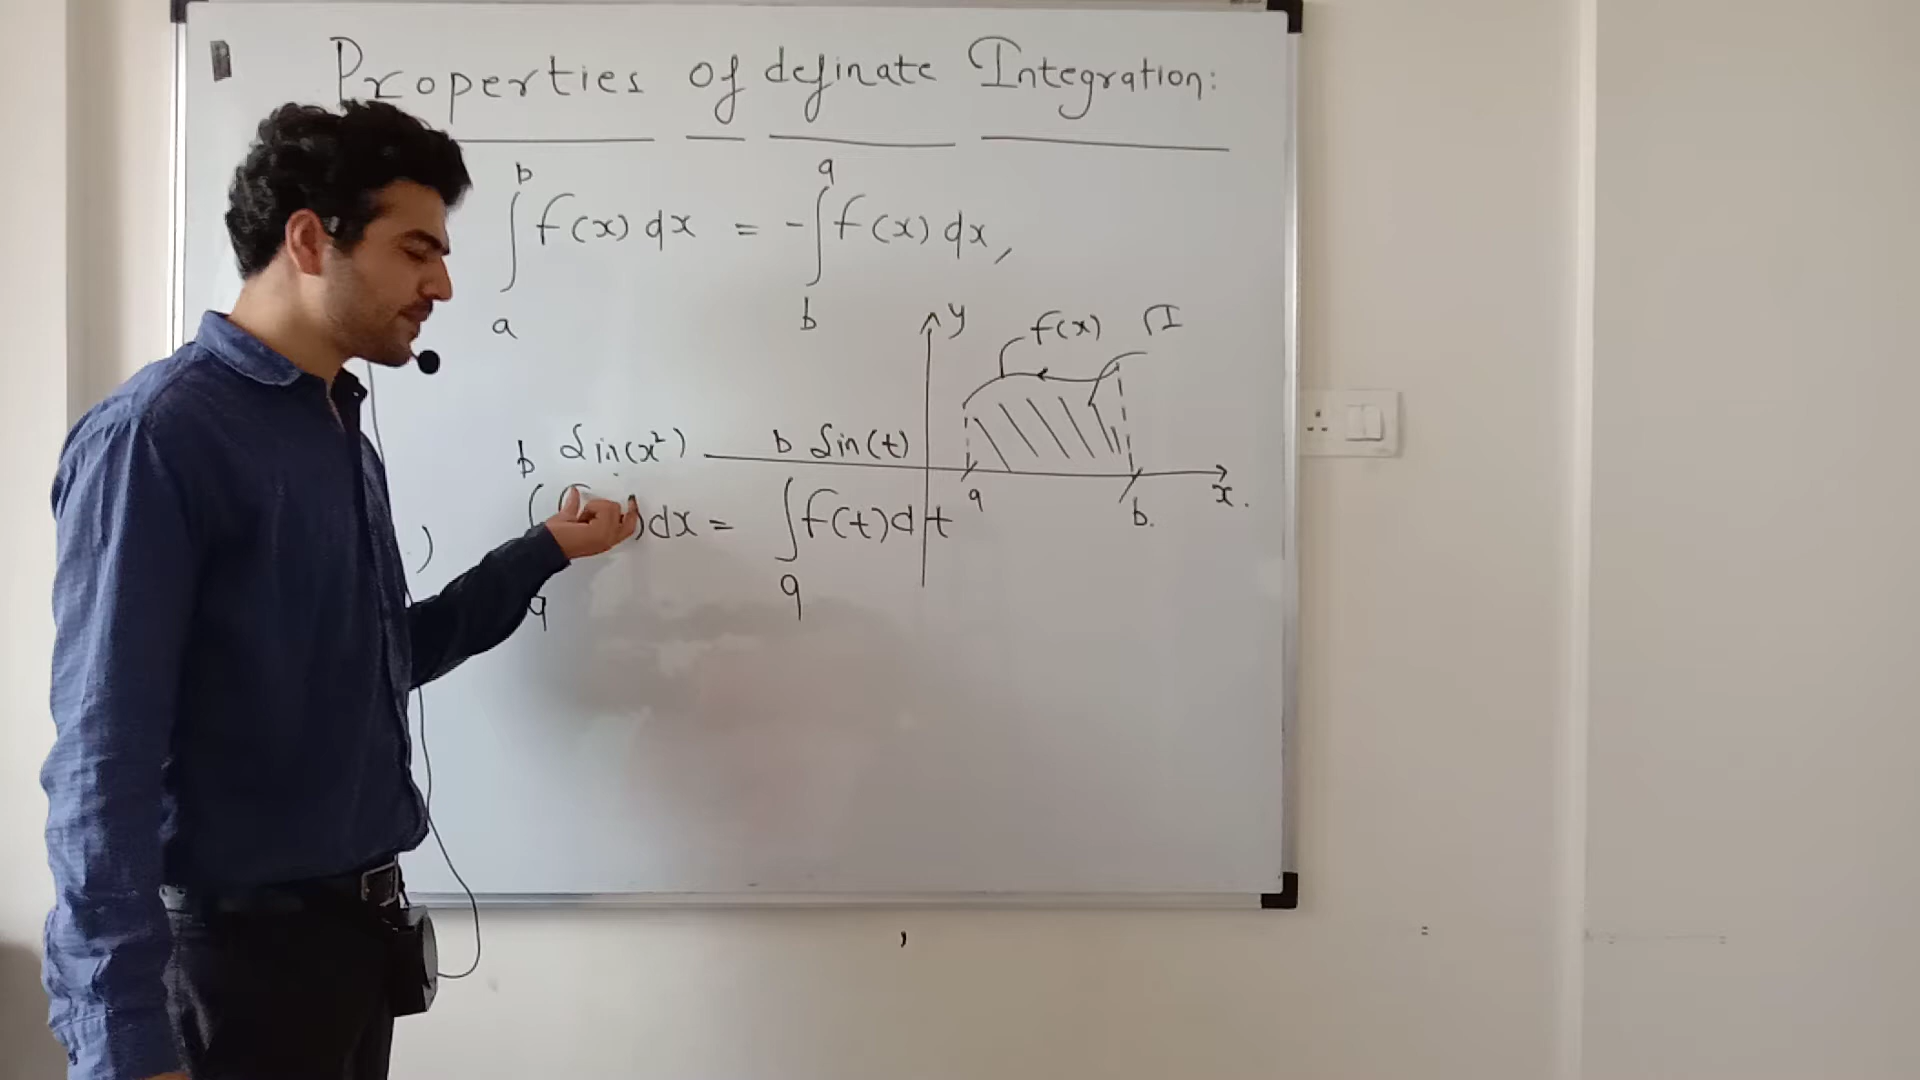 Properties of definate Integration:
b a
∫ f(x) dx = - ∫ f(x) dx,
a b
y f(x) I
b Sin(x²) b Sin(t)
a b. x.
) dx = ∫ f(t) dt
a a